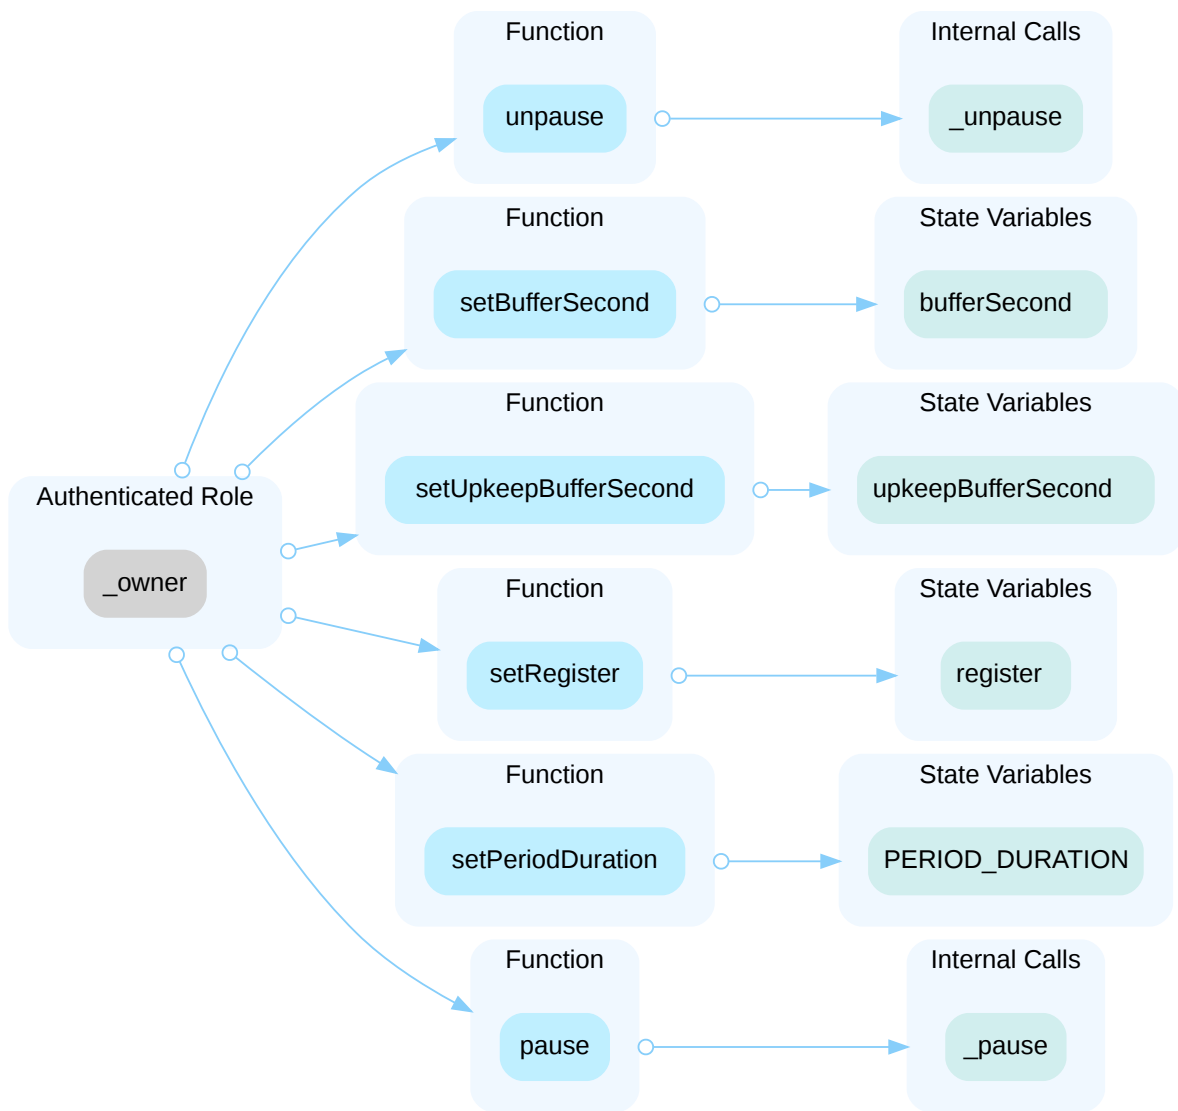 Function
Internal Calls
unpause
_unpause
Function
State Variables
setBufferSecond
bufferSecond
Function
State Variables
setUpkeepBufferSecond
upkeepBufferSecond
Authenticated Role
_owner
Function
State Variables
setRegister
register
Function
State Variables
setPeriodDuration
PERIOD_DURATION
Function
Internal Calls
pause
_pause